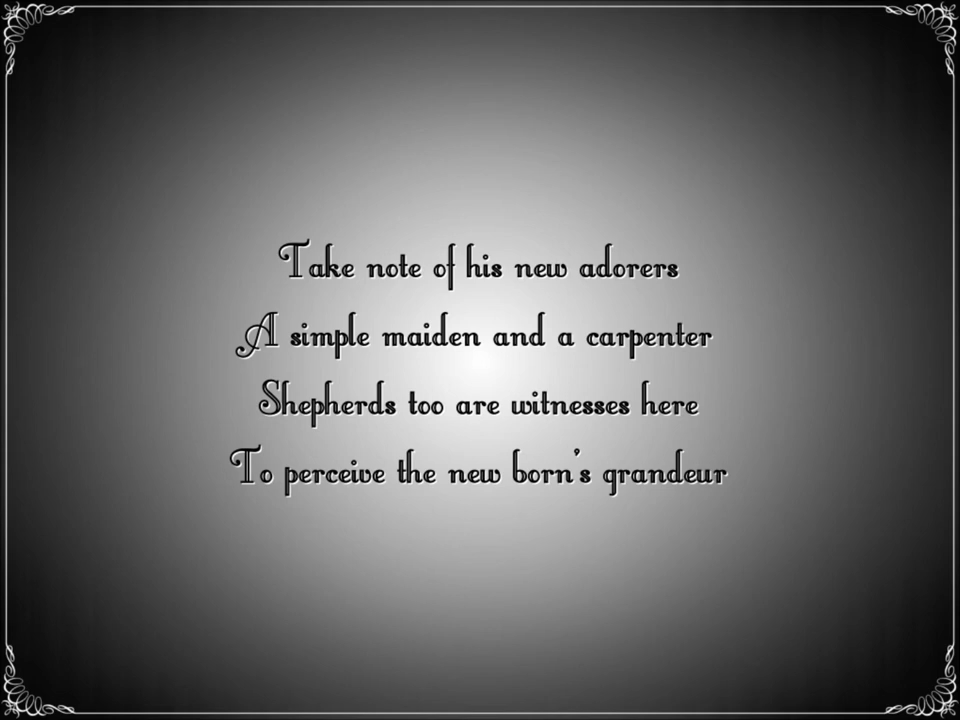 Take note of his new adorers
A simple maiden and a carpenter
Shepherds too are witnesses here
To perceive the new born's grandeur